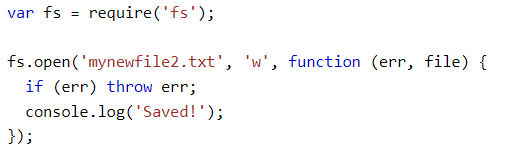 var fs = require('fs');

fs.open('mynewfile2.txt', 'w', function (err, file) {
  if (err) throw err;
  console.log('Saved!');
});